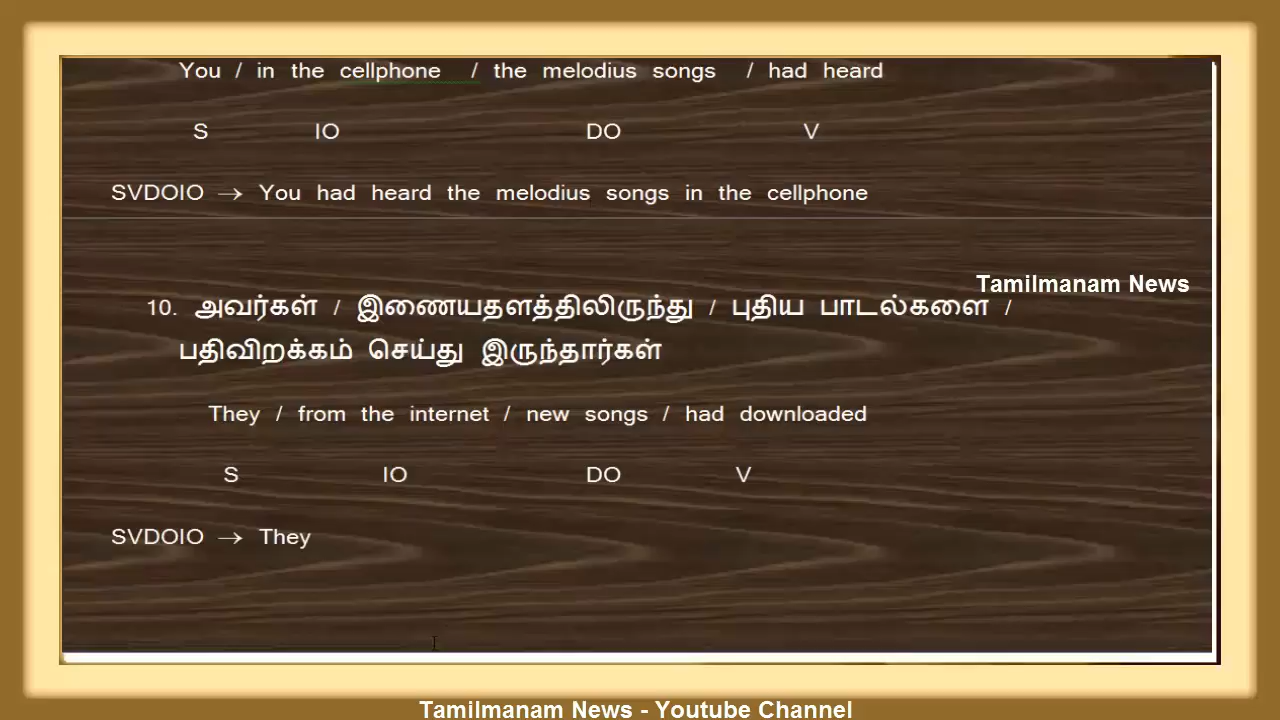 You / in the cellphone / the melodius songs / had heard
S IO DO V
SVDOIO → You had heard the melodius songs in the cellphone
Tamilmanam News
10. அவர்கள் / இணையதளத்திலிருந்து / புதிய பாடல்களை /
பதிவிறக்கம் செய்து இருந்தார்கள்
They / from the internet / new songs / had downloaded
S IO DO V
SVDOIO → They
Tamilmanam News - Youtube Channel